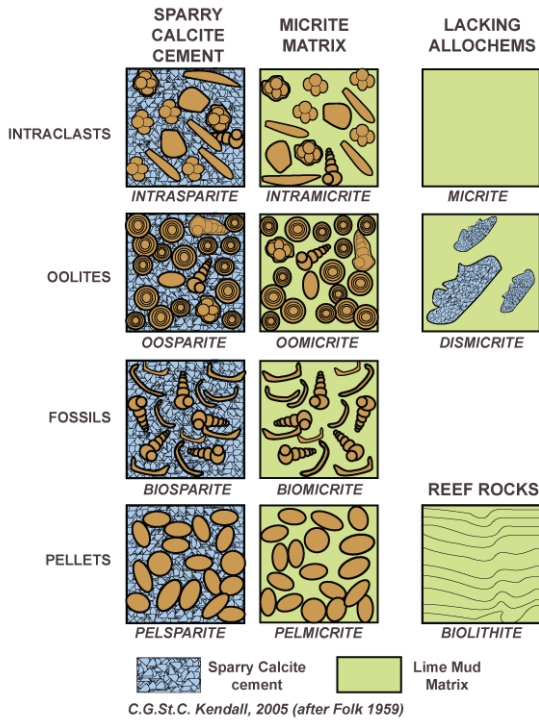 SPARRY
CALCITE
CEMENT
MICRITE
MATRIX
LACKING
ALLOCHEMS
INTRACLASTS
INTRASPARITE
INTRAMICRITE
MICRITE
OOLITES
OOSPARITE
OOMICRITE
DISMICRITE
FOSSILS
BIOSPARITE
BIOMICRITE
REEF ROCKS
PELLETS
PELSPARITE
PELMICRITE
BIOLITHITE
Sparry Calcite
cement
Lime Mud
Matrix
C.G.St.C. Kendall, 2005 (after Folk 1959)